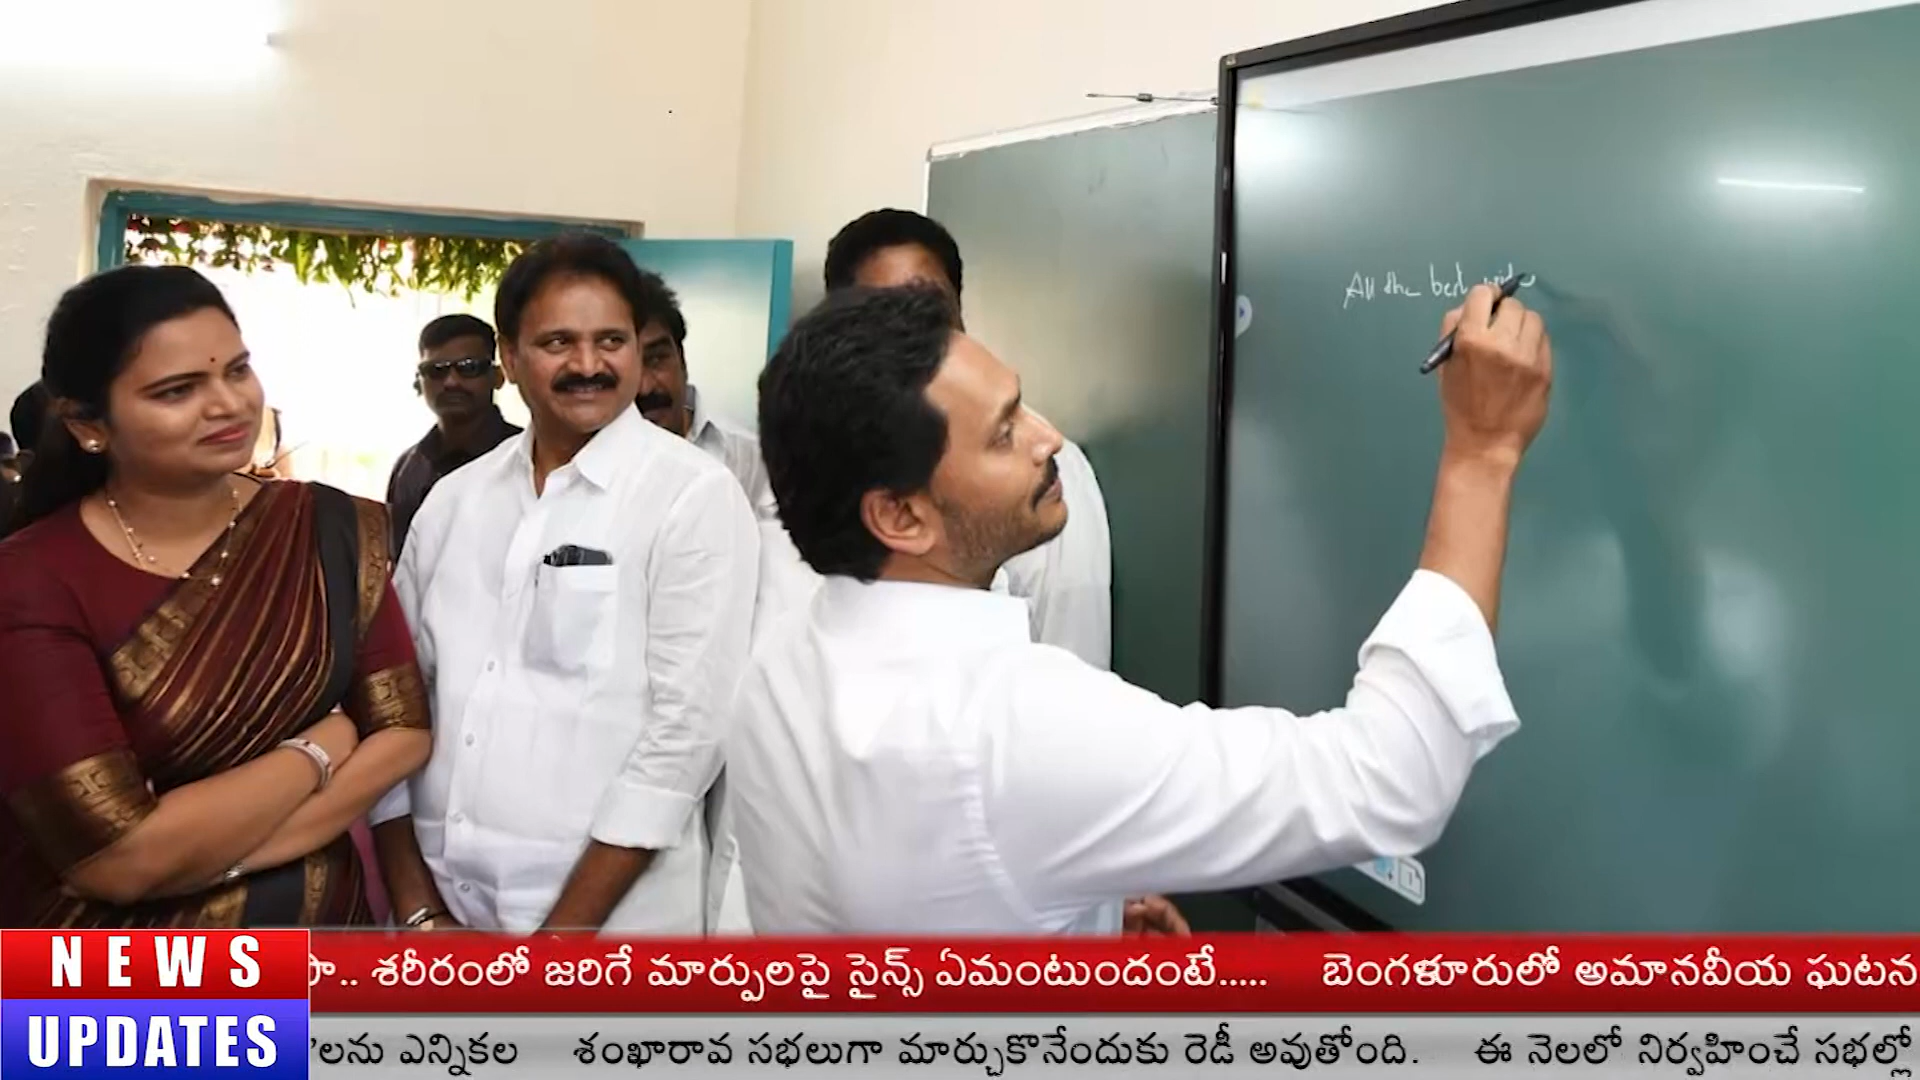 All the best
NEWS
UPDATES
.. శరీరంలో జరిగే మార్పులపై సైన్స్ ఏమంటుందంటే..... బెంగళూరులో అమానవీయ ఘటన
'లను ఎన్నికల శంఖారావ సభలుగా మార్చుకొనేందుకు రెడీ అవుతోంది. ఈ నెలలో నిర్వహించే సభల్లో